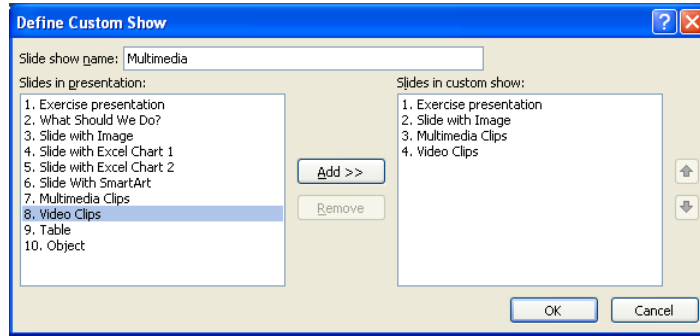 Define Custom Show
Slide show name: Multimedia
Slides in presentation:
1. Exercise presentation
2. What Should We Do?
3. Slide with Image
4. Slide with Excel Chart 1
5. Slide with Excel Chart 2
6. Slide With SmartArt
7. Multimedia Clips
8. Video Clips
9. Table
10. Object
Add >>
Remove
Slides in custom show:
1. Exercise presentation
2. Slide with Image
3. Multimedia Clips
4. Video Clips
OK
Cancel